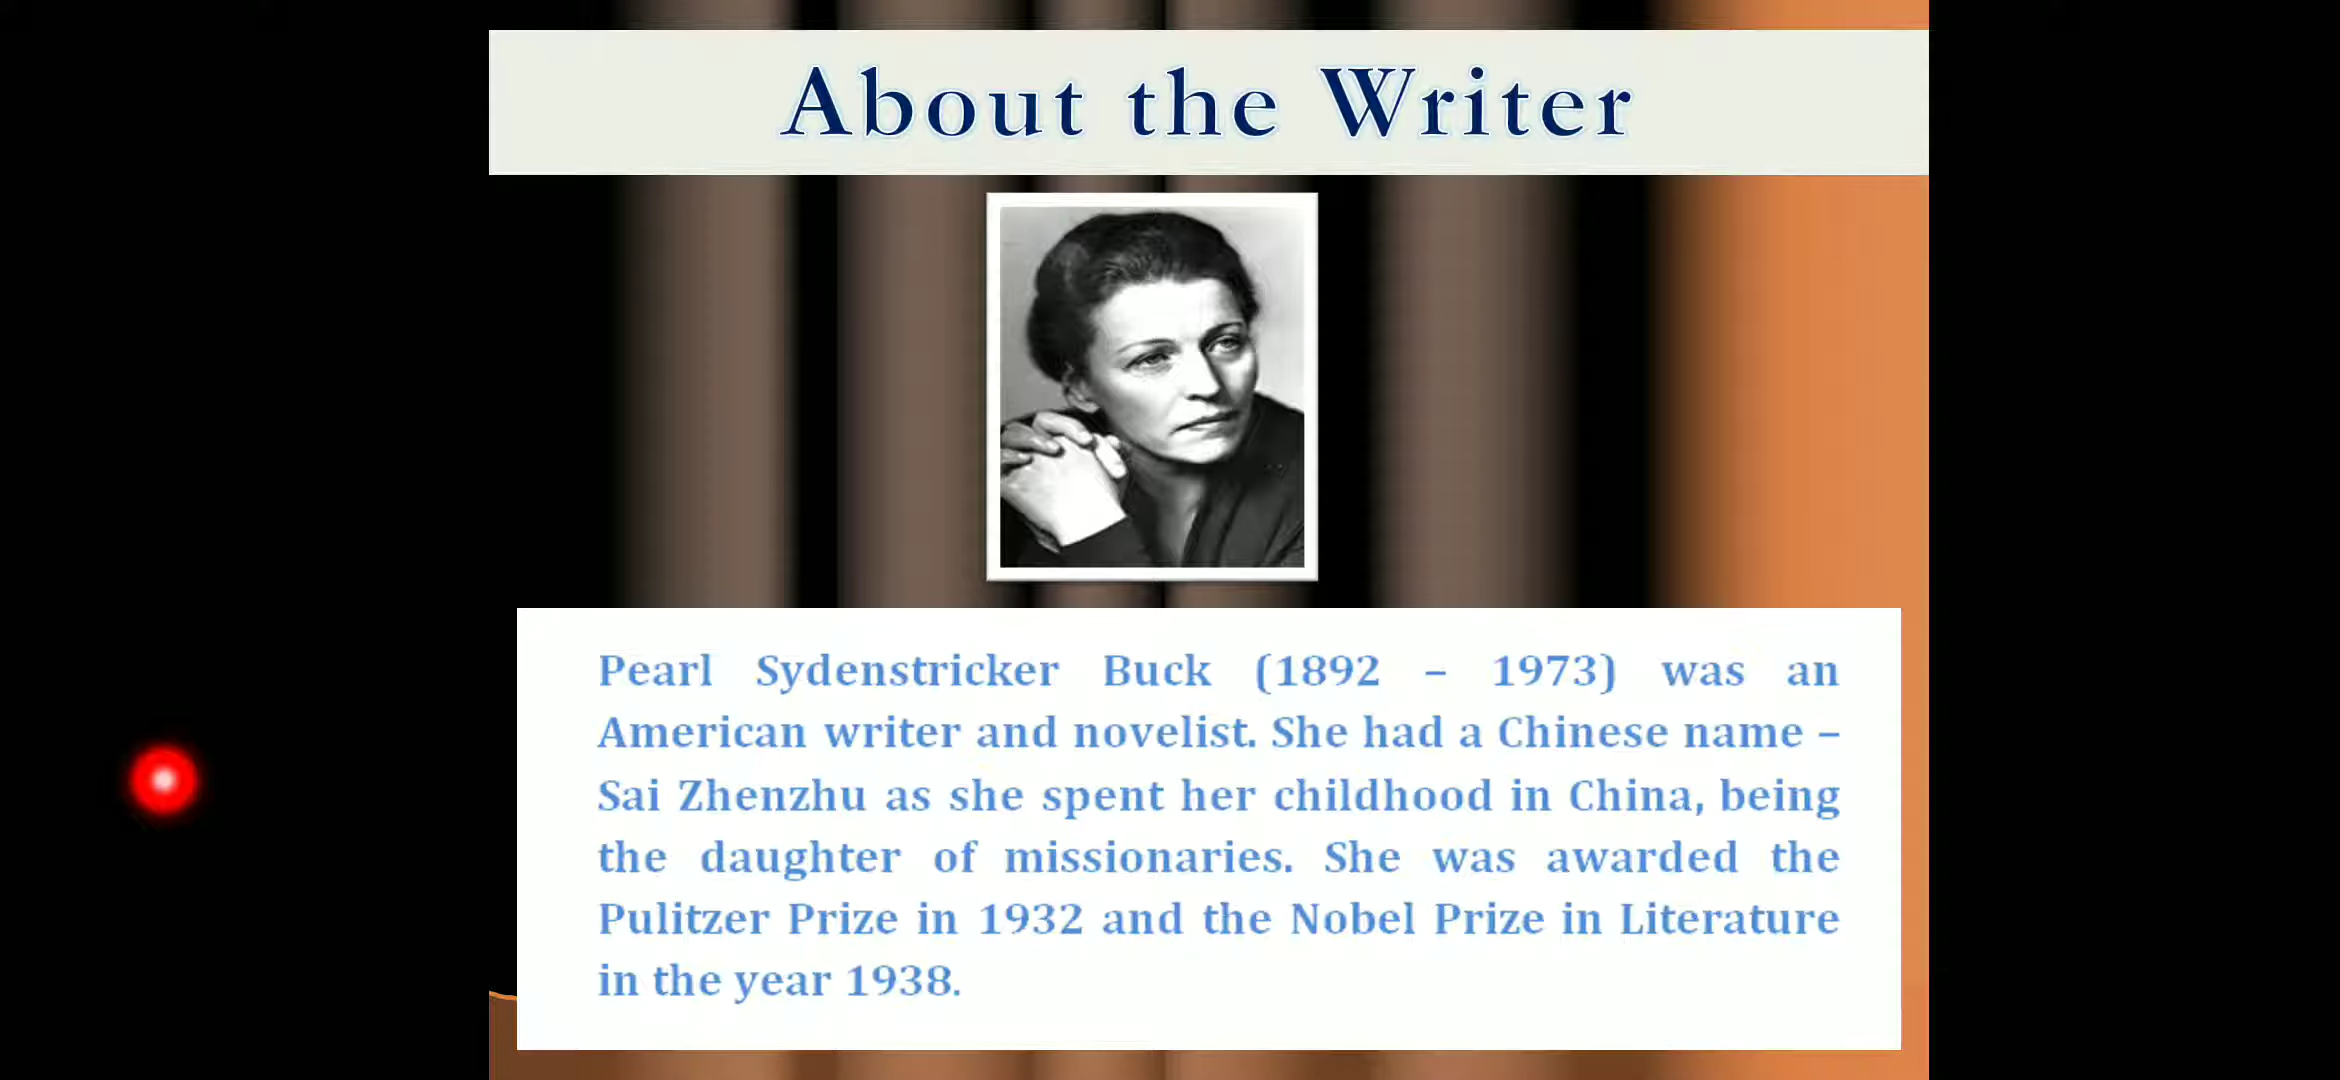 About the Writer
Pearl Sydenstricker Buck (1892 – 1973) was an
American writer and novelist. She had a Chinese name –
Sai Zhenzhu as she spent her childhood in China, being
the daughter of missionaries. She was awarded the
Pulitzer Prize in 1932 and the Nobel Prize in Literature
in the year 1938.